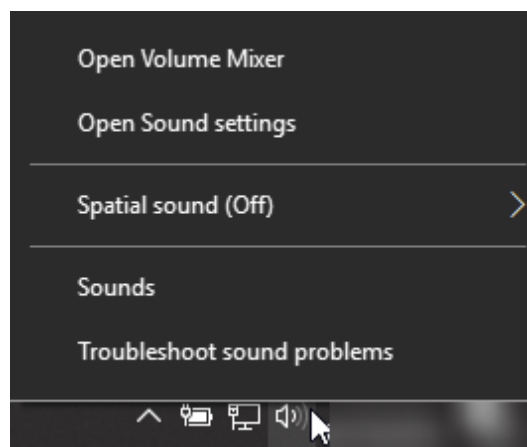 Open Volume Mixer
Open Sound settings
Spatial sound (Off)
Sounds
Troubleshoot sound problems